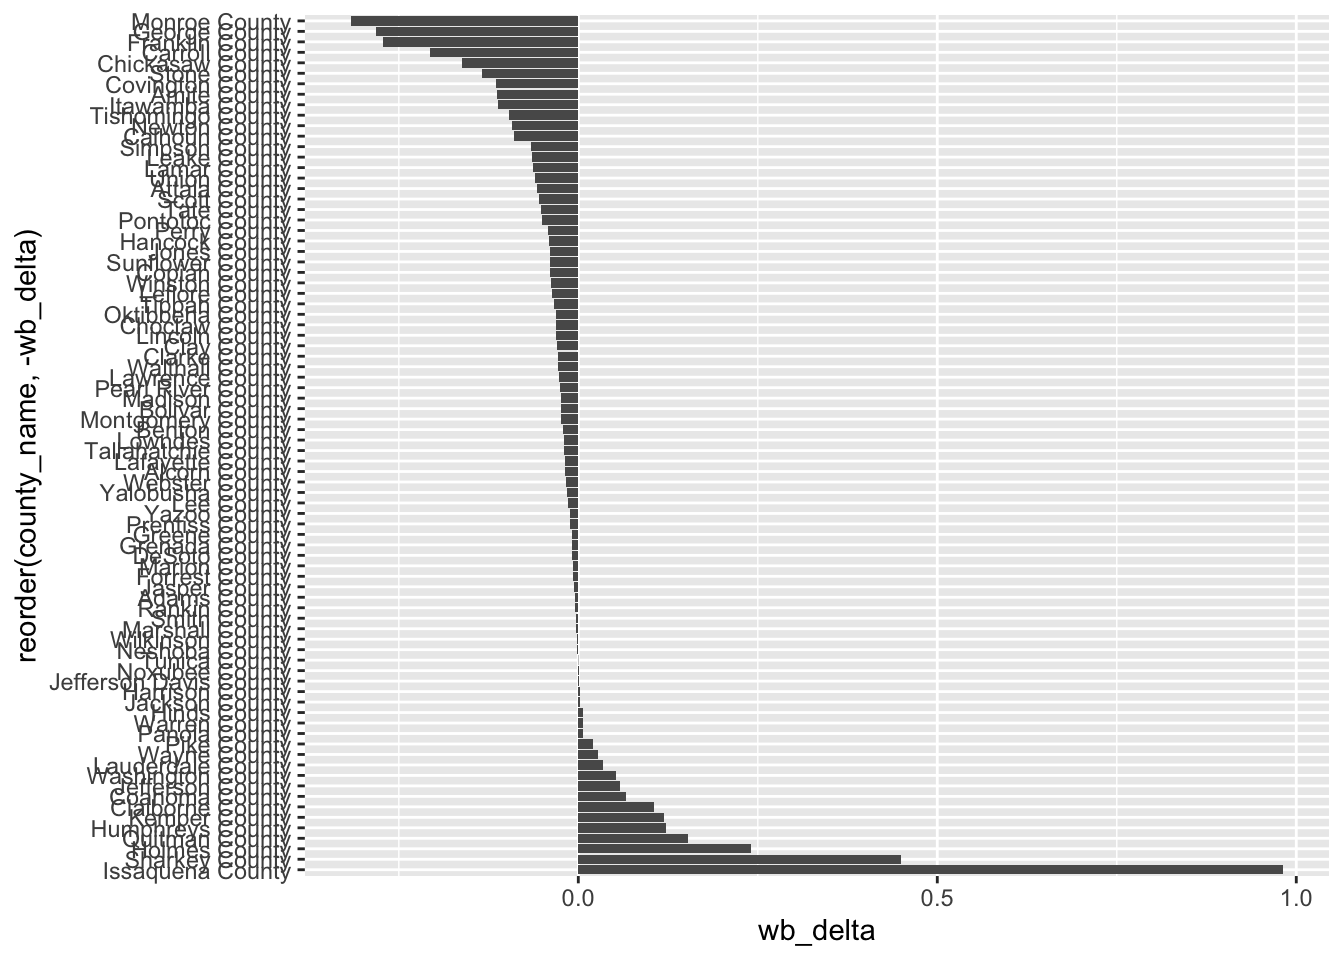 Monroe County
George County
Franklin County
Carroll County
Chickasaw County
Stone County
Covington County
Amite County
Itawamba County
Tishomingo County
Newton County
Calhoun County
Simpson County
Leake County
Lamar County
Union County
Attala County
Scott County
Tate County
Pontotoc County
Perry County
Hancock County
Jones County
Sunflower County
Copiah County
Winston County
Leflore County
Tippah County
Oktibbeha County
Choctaw County
Lincoln County
Clay County
Clarke County
Walthall County
Lawrence County
Pearl River County
Madison County
Bolivar County
Montgomery County
Benton County
Lowndes County
Tallahatchie County
Lafayette County
Alcorn County
Webster County
Yalobusha County
Lee County
Yazoo County
Prentiss County
Greene County
Grenada County
DeSoto County
Marion County
Forrest County
Jasper County
Adams County
Rankin County
Smith County
Marshall County
Wilkinson County
Neshoba County
Tunica County
Noxubee County
Jefferson Davis County
Harrison County
Jackson County
Hinds County
Warren County
Panola County
Pike County
Wayne County
Lauderdale County
Washington County
Jefferson County
Coahoma County
Claiborne County
Kemper County
Humphreys County
Quitman County
Holmes County
Sharkey County
Issaquena County
reorder(county_name, -wb_delta)
0.0 0.5 1.0
wb_delta